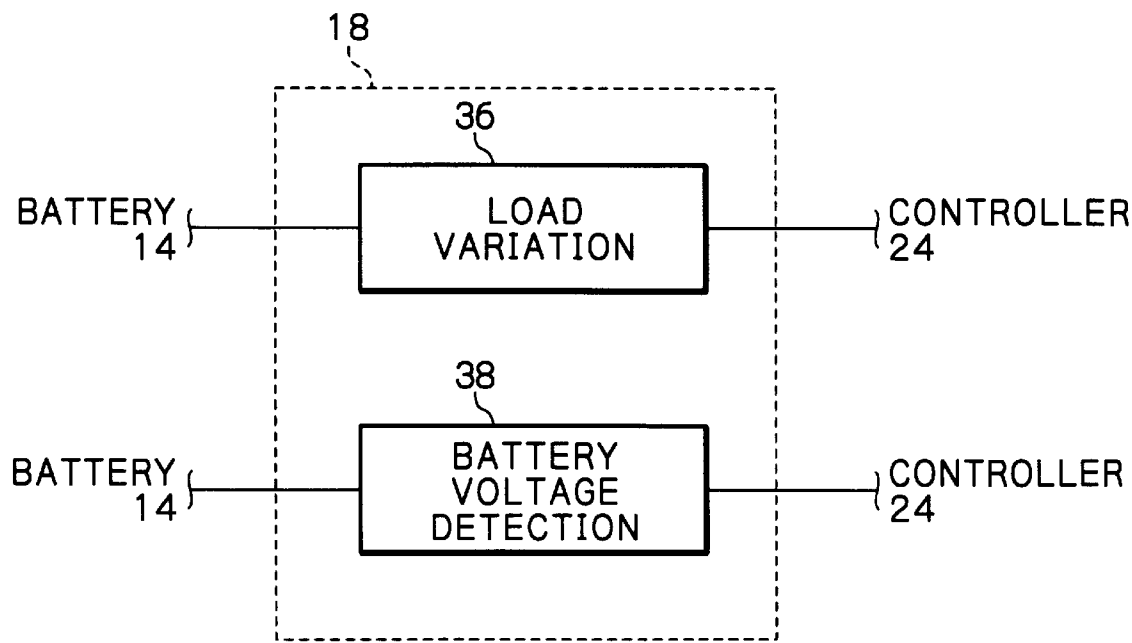 18
36
BATTERY
14
LOAD
VARIATION
CONTROLLER
24
38
BATTERY
14
BATTERY
VOLTAGE
DETECTION
CONTROLLER
24